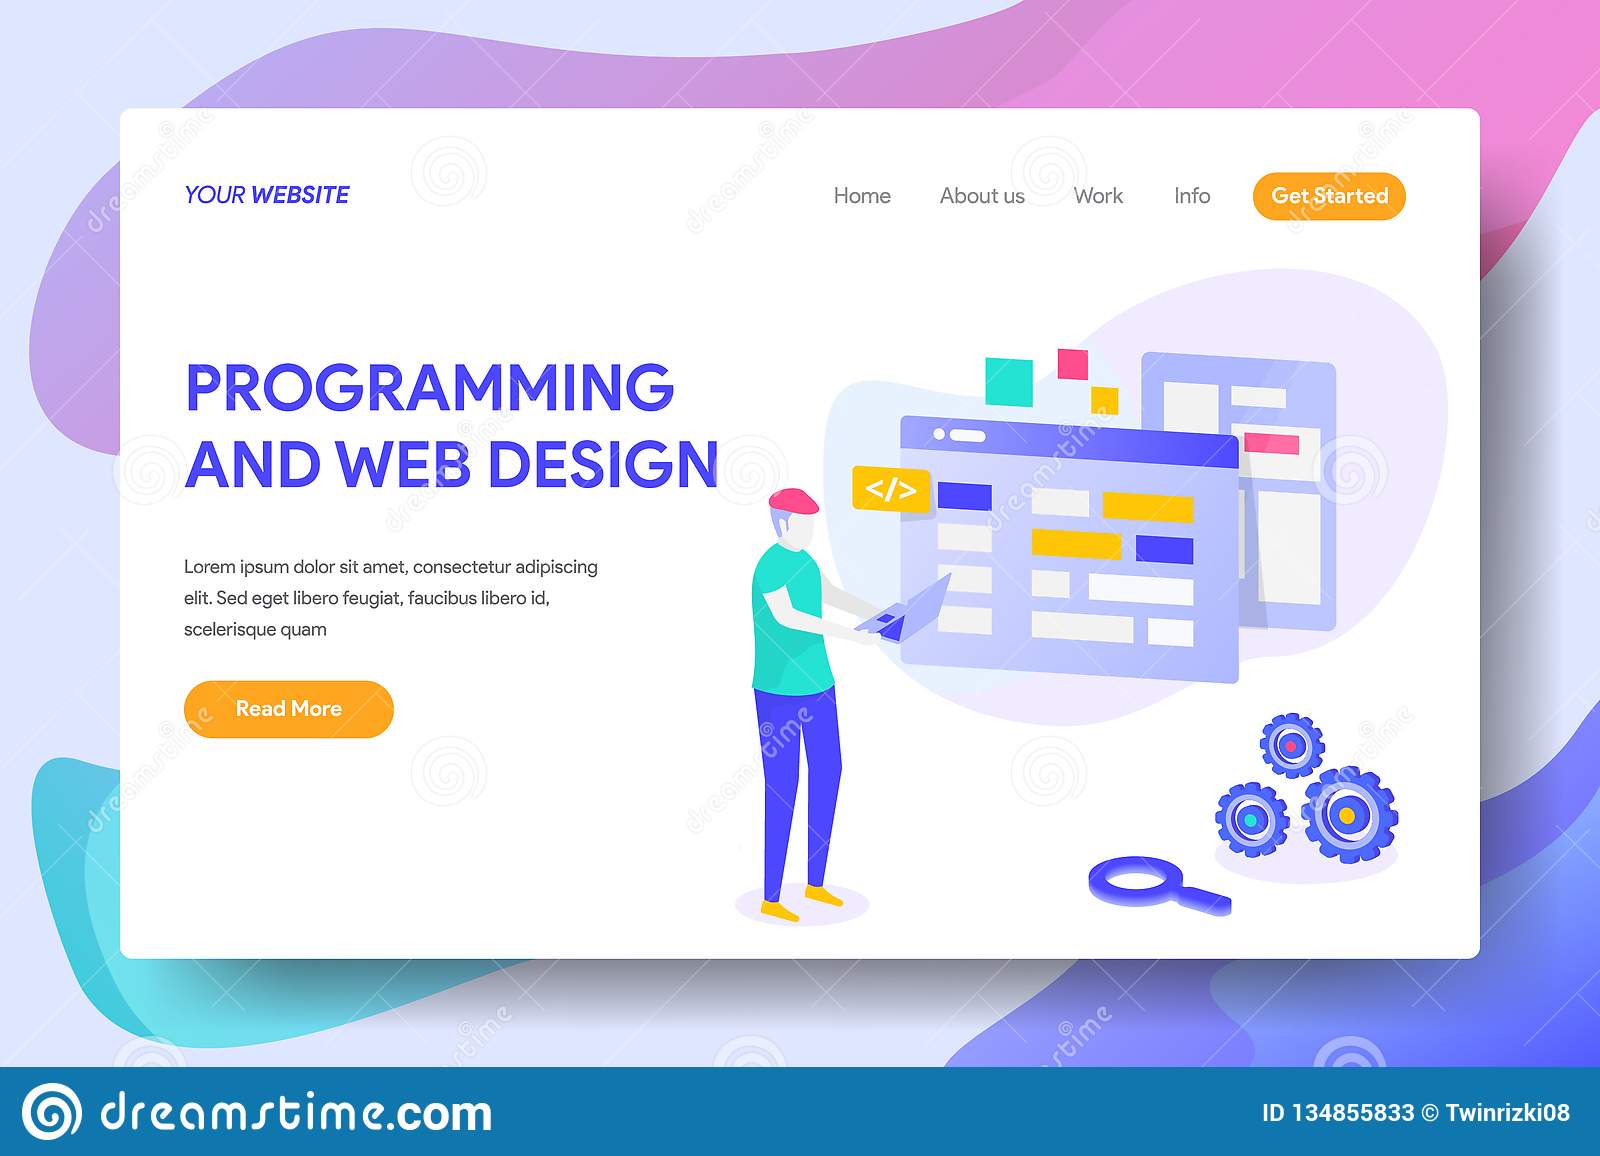 YOUR WEBSITE
Home About us Work Info Get Started
PROGRAMMING
AND WEB DESIGN
</>
Lorem ipsum dolor sit amet, consectetur adipiscing
elit. Sed eget libero feugiat, faucibus libero id,
scelerisque quam
Read More
dreamstime.com
ID 134855833 © Twinrizki08